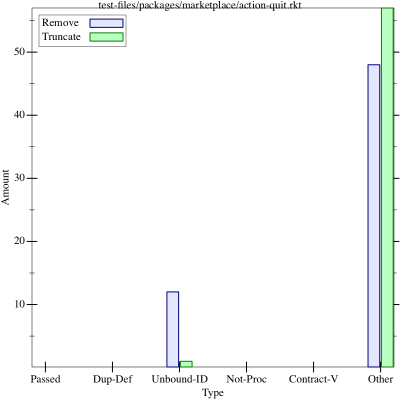 test-files/packages/marketplace/action-quit.rkt
Remove
Truncate
50
40
30
20
10
Amount
Passed Dup-Def Unbound-ID Not-Proc Contract-V Other
Type